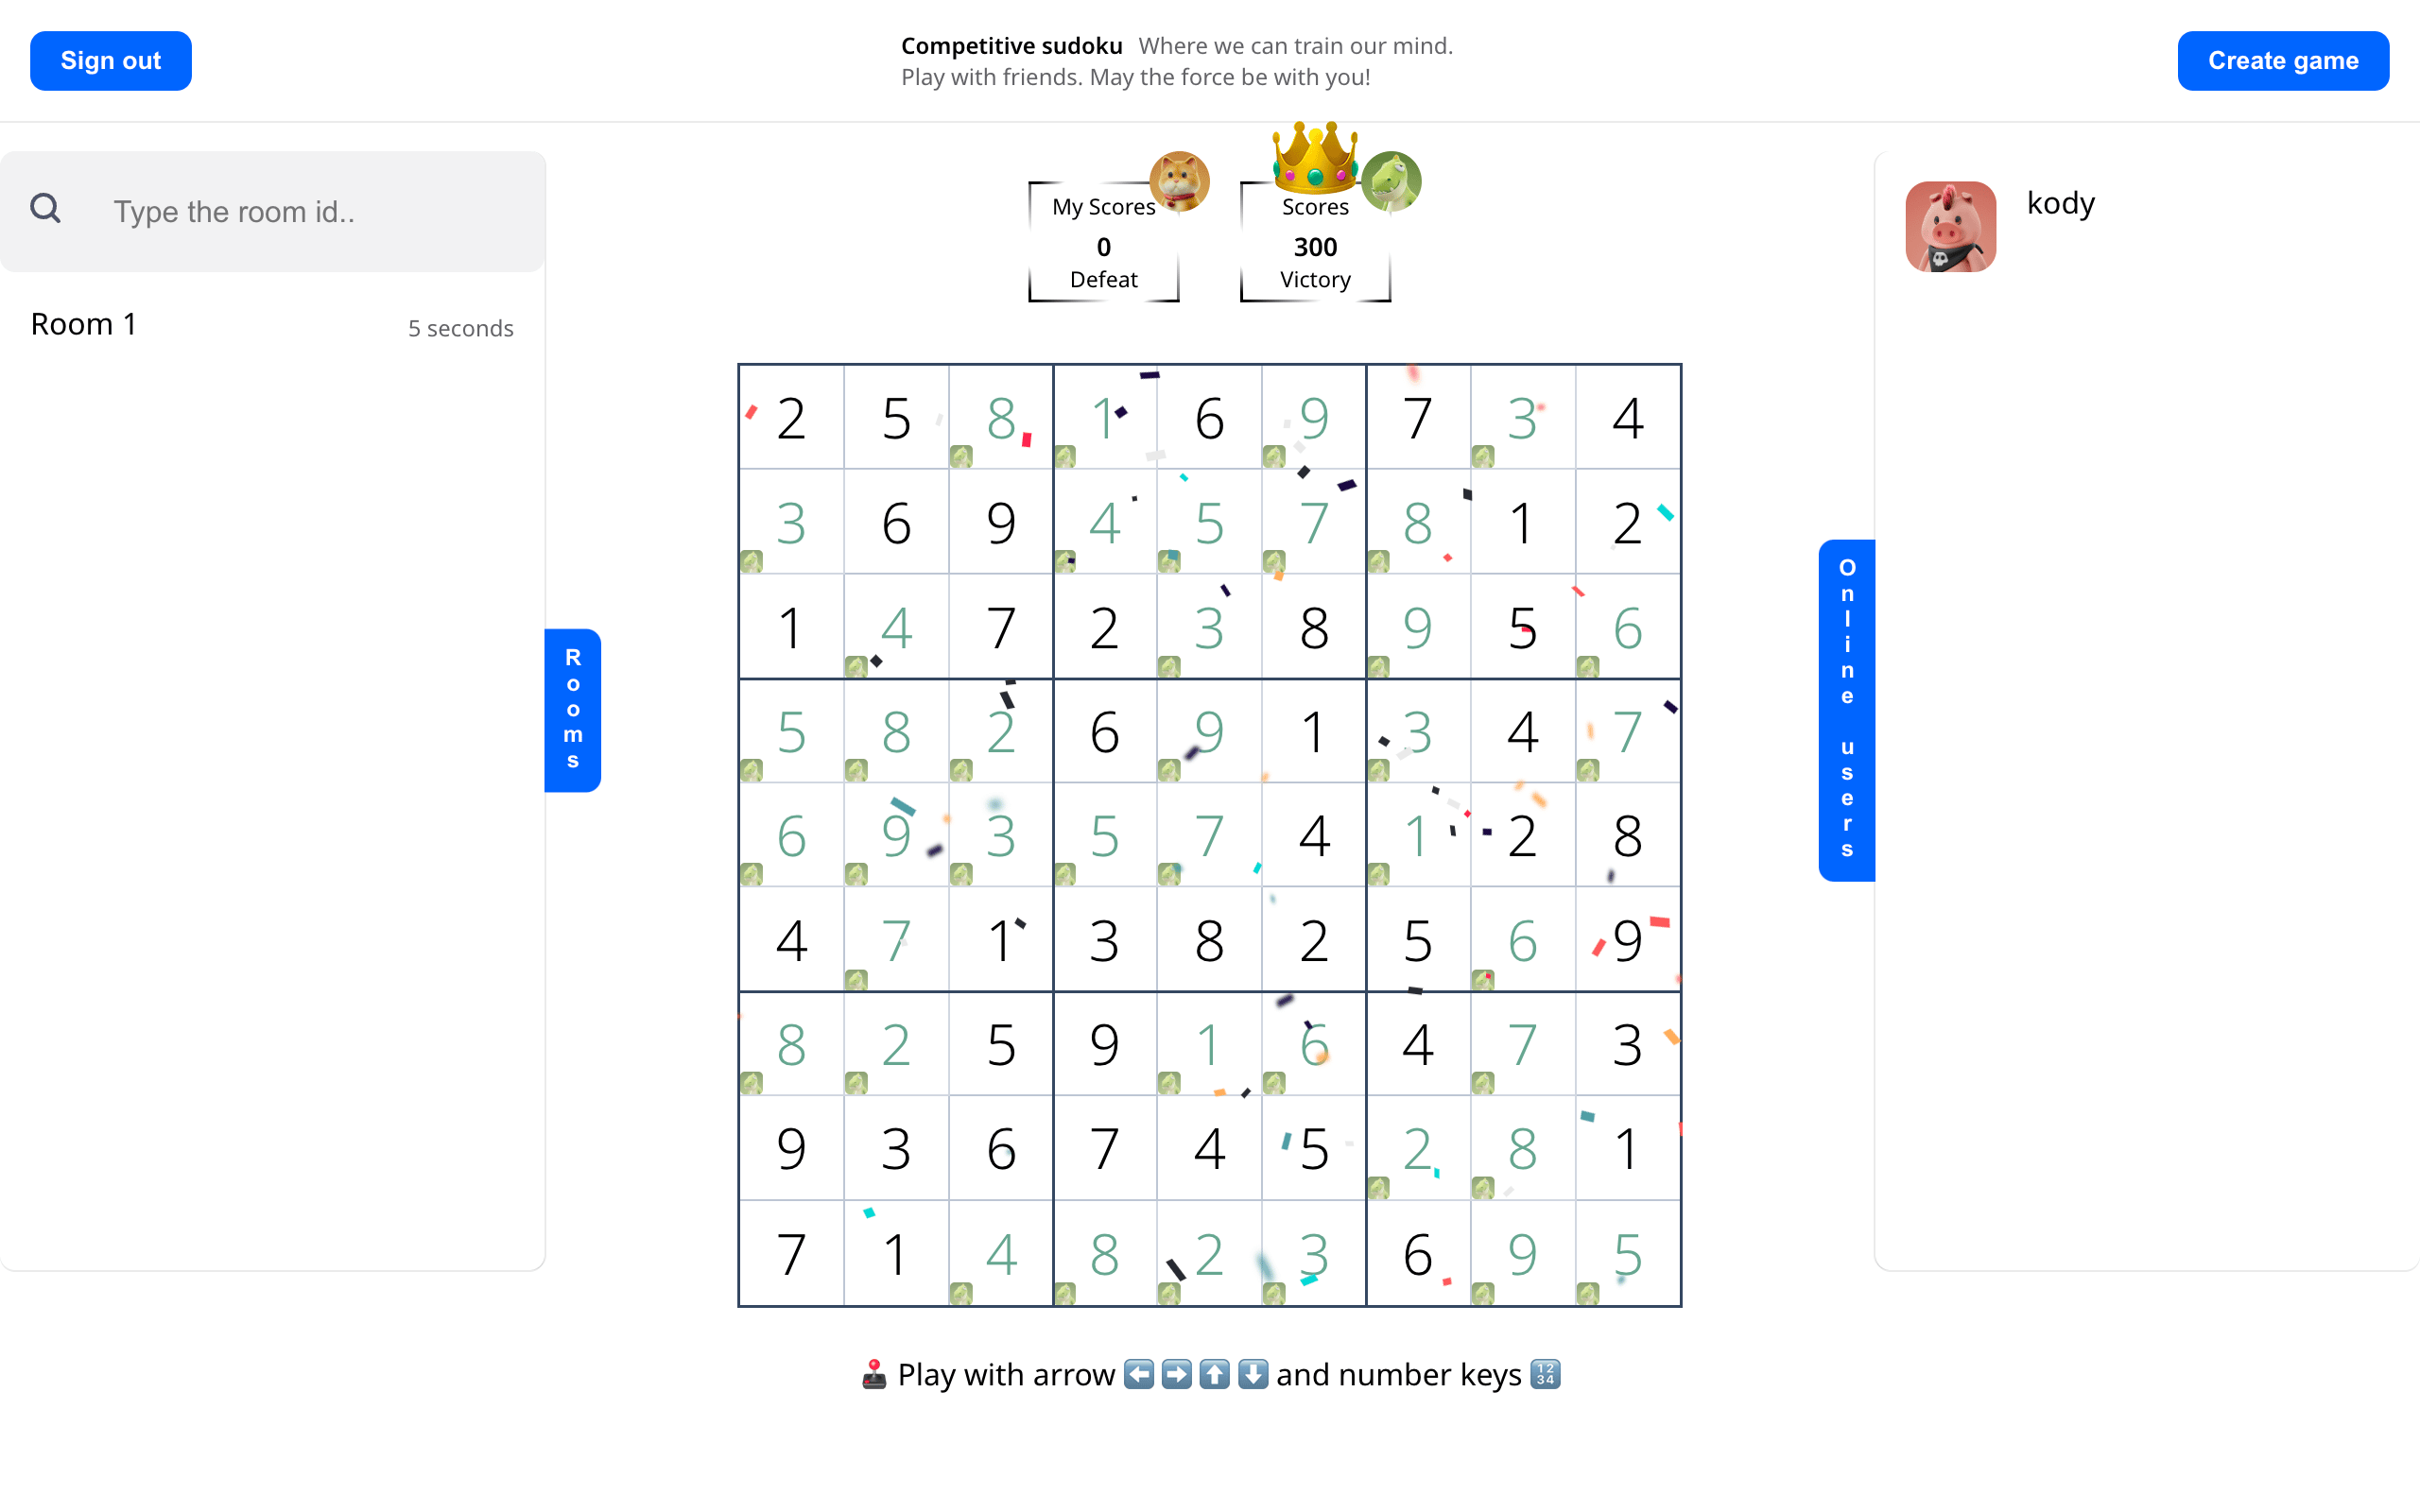 Sign out
Competitive sudoku Where we can train our mind.
Play with friends. May the force be with you!
Create game
Type the room id..
Room 1 5 seconds
Rooms
My Scores
0
Defeat
Scores
300
Victory
2 5 8 1 6 9 7 3 4
3 6 9 4 5 7 8 1 2
1 4 7 2 3 8 9 5 6
5 8 2 6 9 1 3 4 7
6 9 3 5 7 4 1 2 8
4 7 1 3 8 2 5 6 9
8 2 5 9 1 6 4 7 3
9 3 6 7 4 5 2 8 1
7 1 4 8 2 3 6 9 5
🕹️ Play with arrow ⬅️ ➡️ ⬆️ ⬇️ and number keys 🔢
Online users
kody